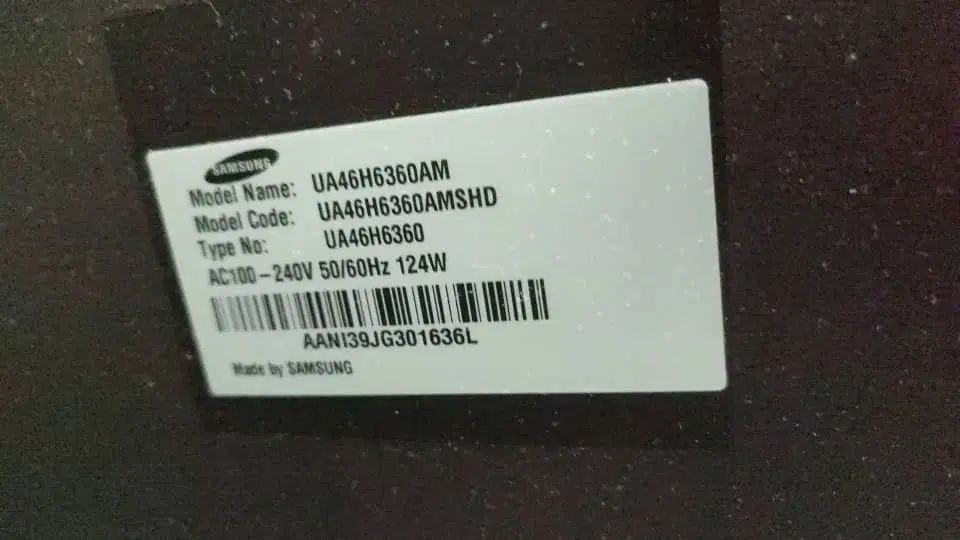 SAMSUNG
Model Name: UA46H6360AM
Model Code: UA46H6360AMSHD
Type No: UA46H6360
AC100-240V 50/60Hz 124W
AANI39JG301636L
Made by SAMSUNG